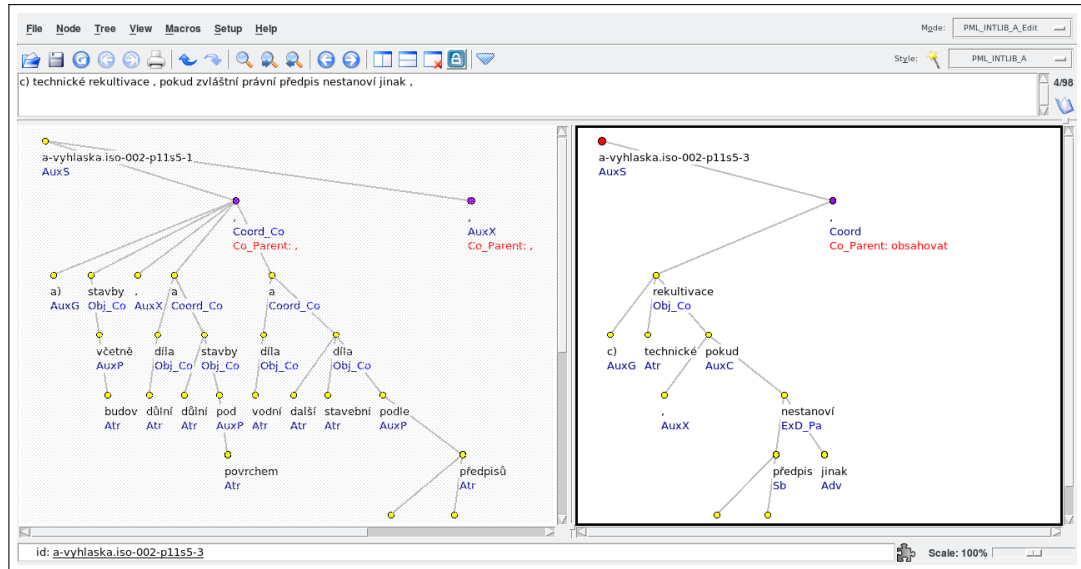 File Node Tree View Macros Setup Help
Mode: PML_INTLIB_A_Edit
Style: PML_INTLIB_A
c) technické rekultivace , pokud zvláštní právní předpis nestanoví jinak ,
4/98
a-vyhlaska.iso-002-p11s5-1
AuxS
,
Coord_Co
Co_Parent: ,
,
AuxX
Co_Parent: ,
a) stavby , a a
AuxG Obj_Co AuxX Coord_Co Coord_Co
včetně díla stavby díla díla
AuxP Obj_Co Obj_Co Obj_Co Obj_Co
budov důlní důlní pod vodní další stavební podle
Atr Atr Atr AuxP Atr Atr Atr AuxP
povrchem předpisů
Atr Atr
a-vyhlaska.iso-002-p11s5-3
AuxS
,
Coord
Co_Parent: obsahovat
rekultivace
Obj_Co
c) technické pokud
AuxG Atr AuxC
, nestanoví
AuxX ExD_Pa
předpis jinak
Sb Adv
id: a-vyhlaska.iso-002-p11s5-3
Scale: 100%